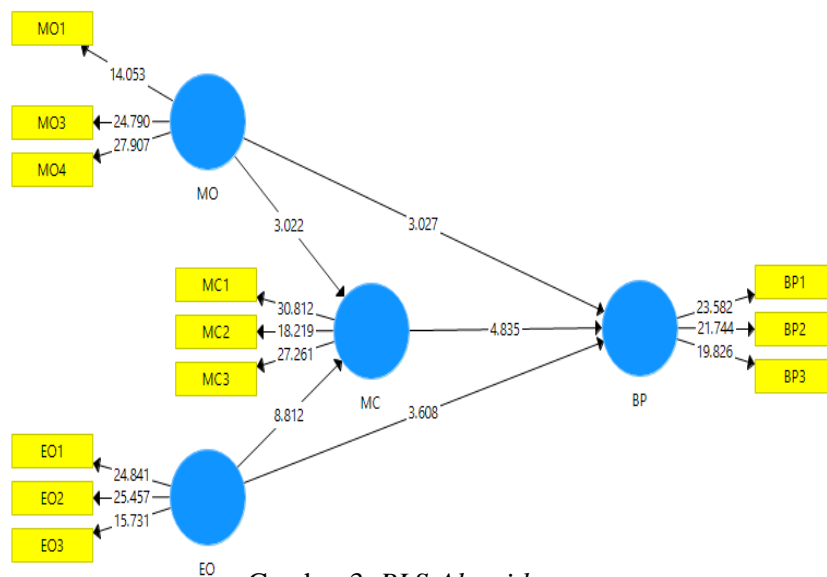 MO1
14.053
MO3
24.790
MO4
27.907
MO
3.022
3.027
MC1
30.812
MC2
18.219
MC3
27.261
MC
4.835
BP1
23.582
BP2
21.744
BP3
19.826
BP
8.812
3.608
EO1
24.841
EO2
25.457
EO3
15.731
EO
3. PLS